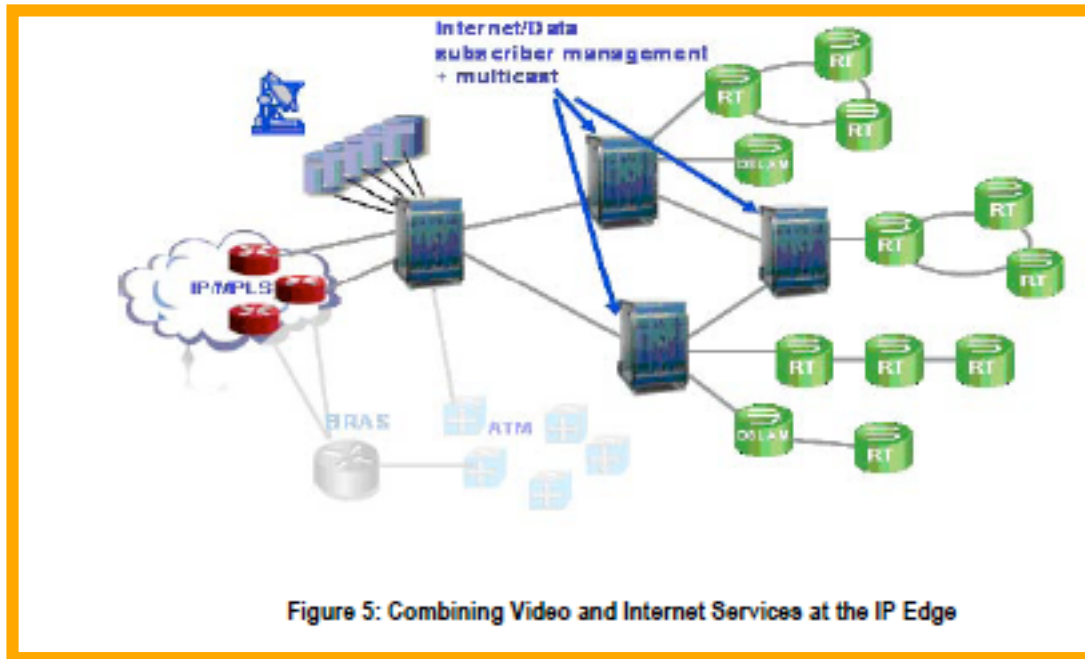 Internet/Data
subscriber management
+ multicast
RT
RT
RT
DSLAM
RT
RT
RT
IP/MPLS
RT
RT
RT
BRAS
ATM
DSLAM
RT
Figure 5: Combining Video and Internet Services at the IP Edge